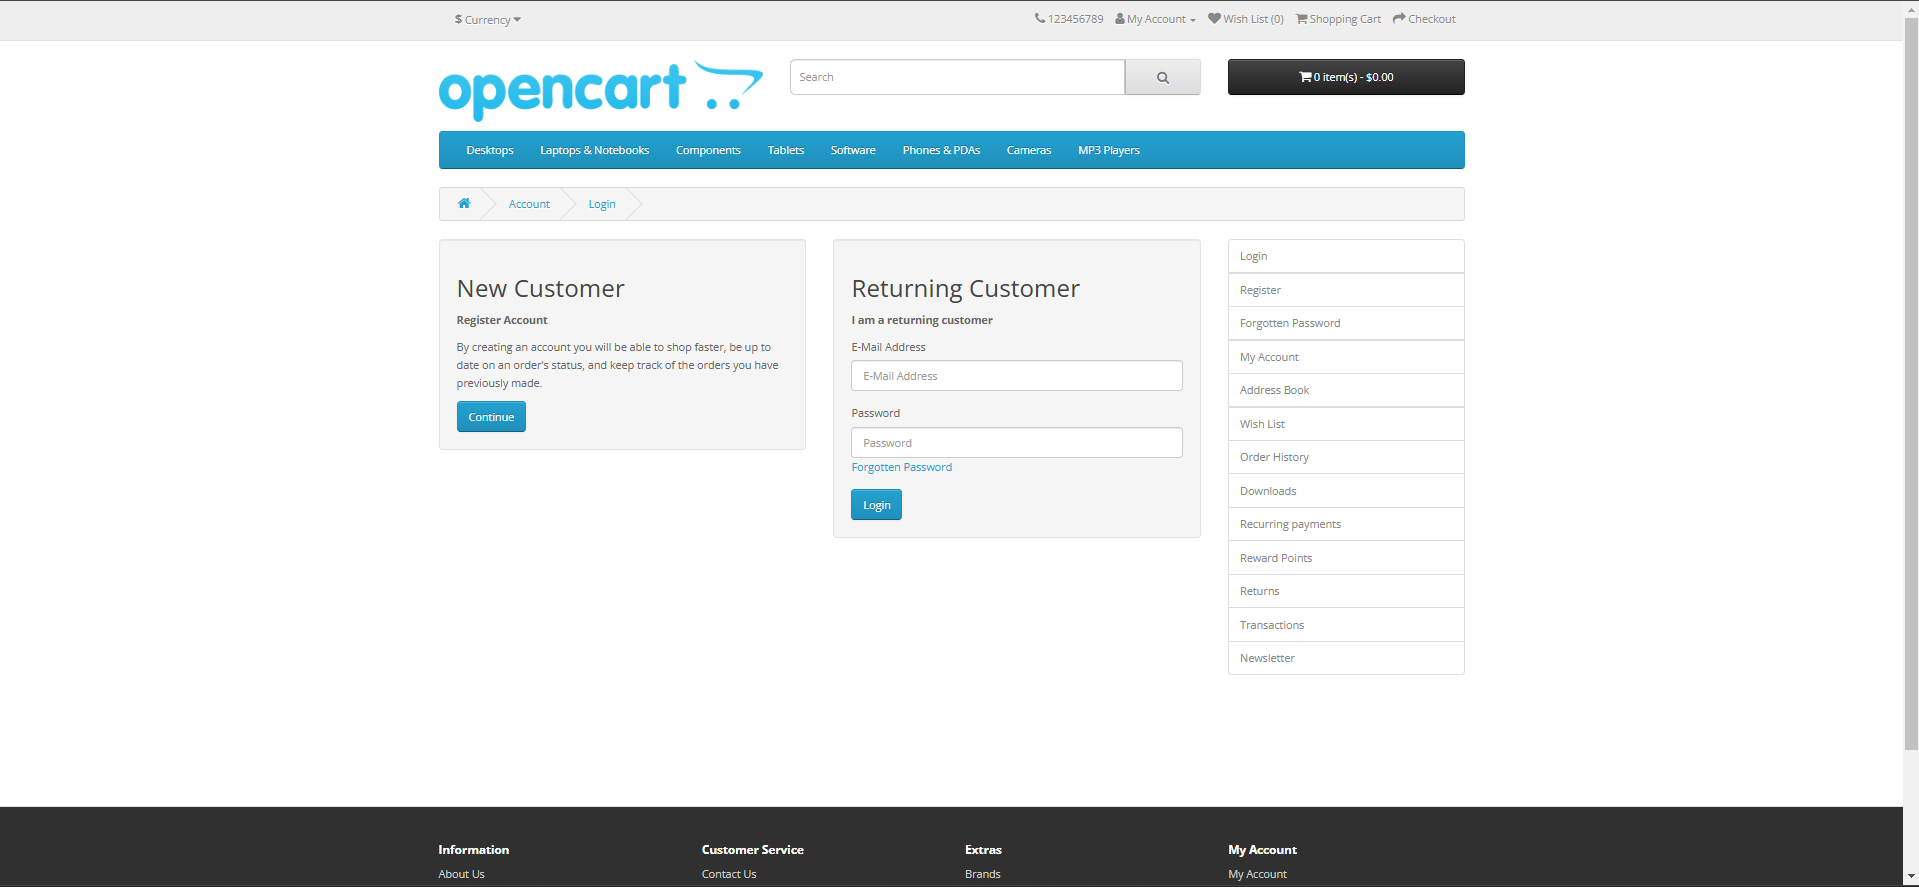 $ Currency
123456789 My Account Wish List (0) Shopping Cart Checkout
opencart
Search
0 item(s) - $0.00
Desktops Laptops & Notebooks Components Tablets Software Phones & PDAs Cameras MP3 Players
Account Login
New Customer
Register Account
By creating an account you will be able to shop faster, be up to
date on an order's status, and keep track of the orders you have
previously made.
Continue
Returning Customer
I am a returning customer
E-Mail Address
E-Mail Address
Password
Password
Forgotten Password
Login
Login
Register
Forgotten Password
My Account
Address Book
Wish List
Order History
Downloads
Recurring payments
Reward Points
Returns
Transactions
Newsletter
Information
About Us
Customer Service
Contact Us
Extras
Brands
My Account
My Account